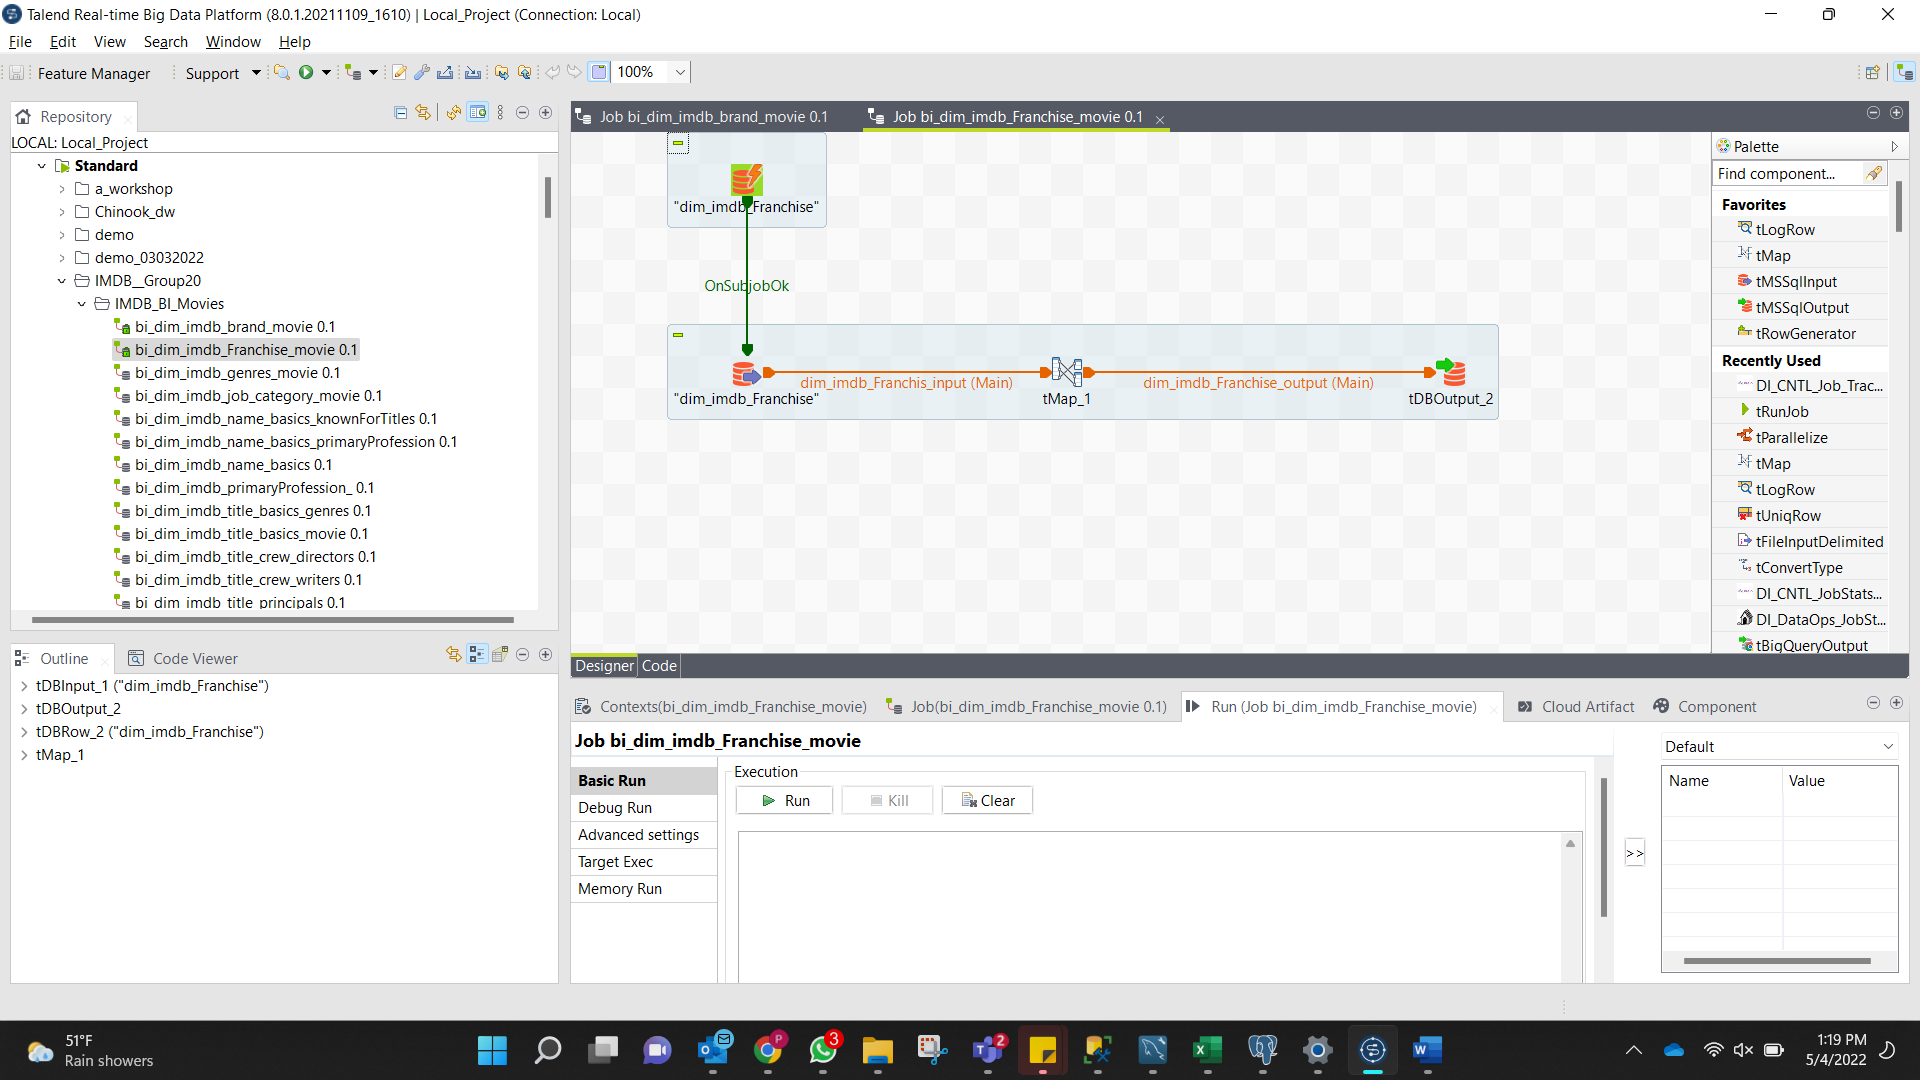 Talend Real-time Big Data Platform (8.0.1.20211109_1610) | Local_Project (Connection: Local)
File Edit View Search Window Help
Feature Manager Support 100%
Repository
LOCAL: Local_Project
Standard
a_workshop
Chinook_dw
demo
demo_03032022
IMDB__Group20
IMDB_BI_Movies
bi_dim_imdb_brand_movie 0.1
bi_dim_imdb_Franchise_movie 0.1
bi_dim_imdb_genres_movie 0.1
bi_dim_imdb_job_category_movie 0.1
bi_dim_imdb_name_basics_knownForTitles 0.1
bi_dim_imdb_name_basics_primaryProfession 0.1
bi_dim_imdb_name_basics 0.1
bi_dim_imdb_primaryProfession_ 0.1
bi_dim_imdb_title_basics_genres 0.1
bi_dim_imdb_title_basics_movie 0.1
bi_dim_imdb_title_crew_directors 0.1
bi_dim_imdb_title_crew_writers 0.1
bi_dim_imdb_title_principals 0.1
Job bi_dim_imdb_brand_movie 0.1
Job bi_dim_imdb_Franchise_movie 0.1
"dim_imdb_Franchise"
OnSubjobOk
dim_imdb_Franchis_input (Main)
dim_imdb_Franchise_output (Main)
"dim_imdb_Franchise"
tMap_1
tDBOutput_2
Designer Code
Palette
Find component...
Favorites
tLogRow
tMap
tMSSqlInput
tMSSqlOutput
tRowGenerator
Recently Used
DI_CNTL_Job_Trac...
tRunJob
tParallelize
tMap
tLogRow
tUniqRow
tFileInputDelimited
tConvertType
DI_CNTL_JobStats...
DI_DataOps_JobSt...
tBigQueryOutput
Outline Code Viewer
tDBInput_1 ("dim_imdb_Franchise")
tDBOutput_2
tDBRow_2 ("dim_imdb_Franchise")
tMap_1
Contexts(bi_dim_imdb_Franchise_movie)
Job(bi_dim_imdb_Franchise_movie 0.1)
Run (Job bi_dim_imdb_Franchise_movie)
Cloud Artifact
Component
Job bi_dim_imdb_Franchise_movie
Basic Run
Debug Run
Advanced settings
Target Exec
Memory Run
Execution
Run Kill Clear
>>
Default
Name Value
51°F
Rain showers
P
3
2
1:19 PM
5/4/2022